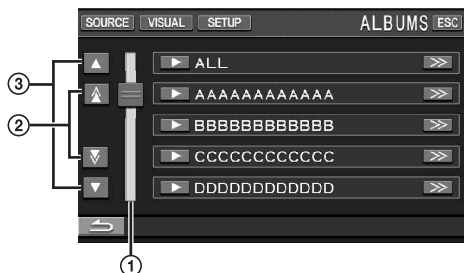 SOURCE VISUAL SETUP ALBUMS ESC
ALL
AAAAAAAAAAAA
BBBBBBBBBBBB
CCCCCCCCCCCC
DDDDDDDDDDDD
③
②
①